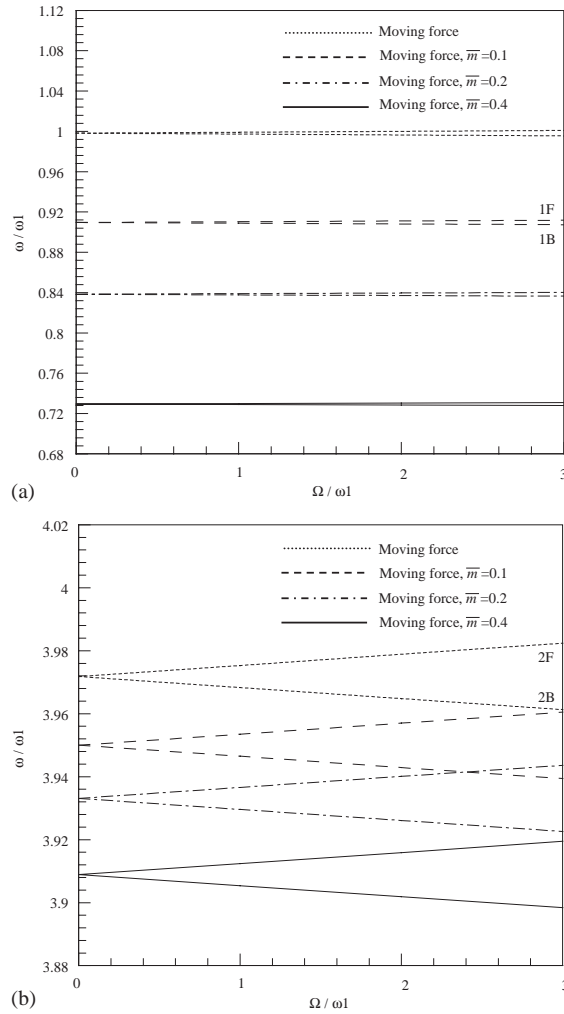 1.12
1.08
1.04
1
0.96
0.92
0.88
0.84
0.8
0.76
0.72
0.68
ω / ω1
Moving force
Moving force, m̅=0.1
Moving force, m̅=0.2
Moving force, m̅=0.4
1F
1B
0 1 2 3
Ω / ω1
(a)
4.02
4
3.98
3.96
3.94
3.92
3.9
3.88
ω / ω1
Moving force
Moving force, m̅=0.1
Moving force, m̅=0.2
Moving force, m̅=0.4
2F
2B
0 1 2 3
Ω / ω1
(b)